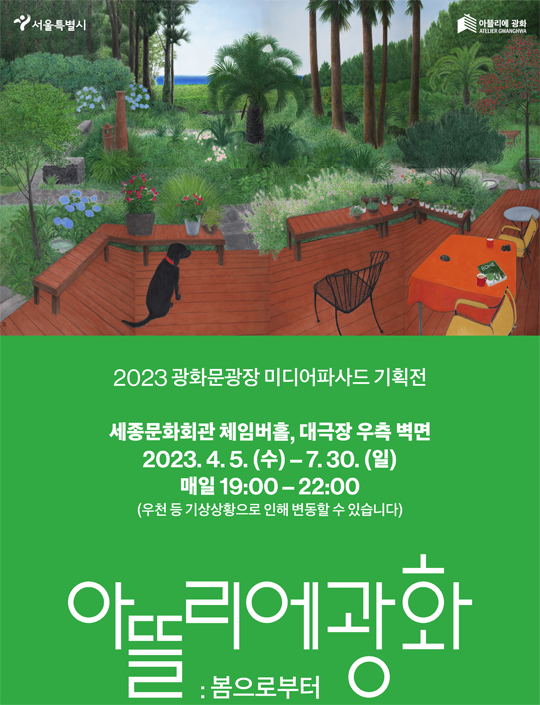 서울특별시
아뜰리에 광화
ATELIER GWANGHWA
2023 광화문광장 미디어파사드 기획전
세종문화회관 체임버홀, 대극장 우측 벽면
2023. 4. 5. (수) – 7. 30. (일)
매일 19:00 – 22:00
(우천 등 기상상황으로 인해 변동할 수 있습니다)
아뜰리에광화
: 봄으로부터